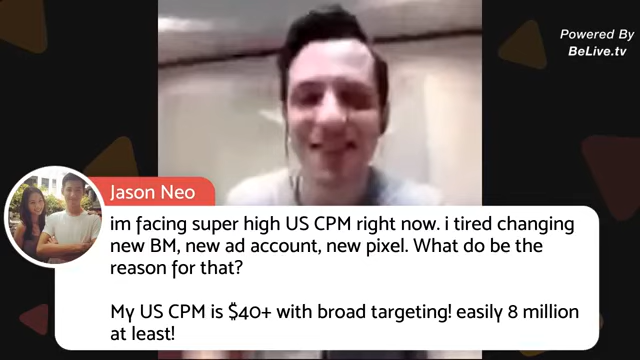 Powered By
BeLive.tv
Jason Neo
im facing super high US CPM right now. i tired changing
new BM, new ad account, new pixel. What do be the
reason for that?
My US CPM is $40+ with broad targeting! easily 8 million
at least!